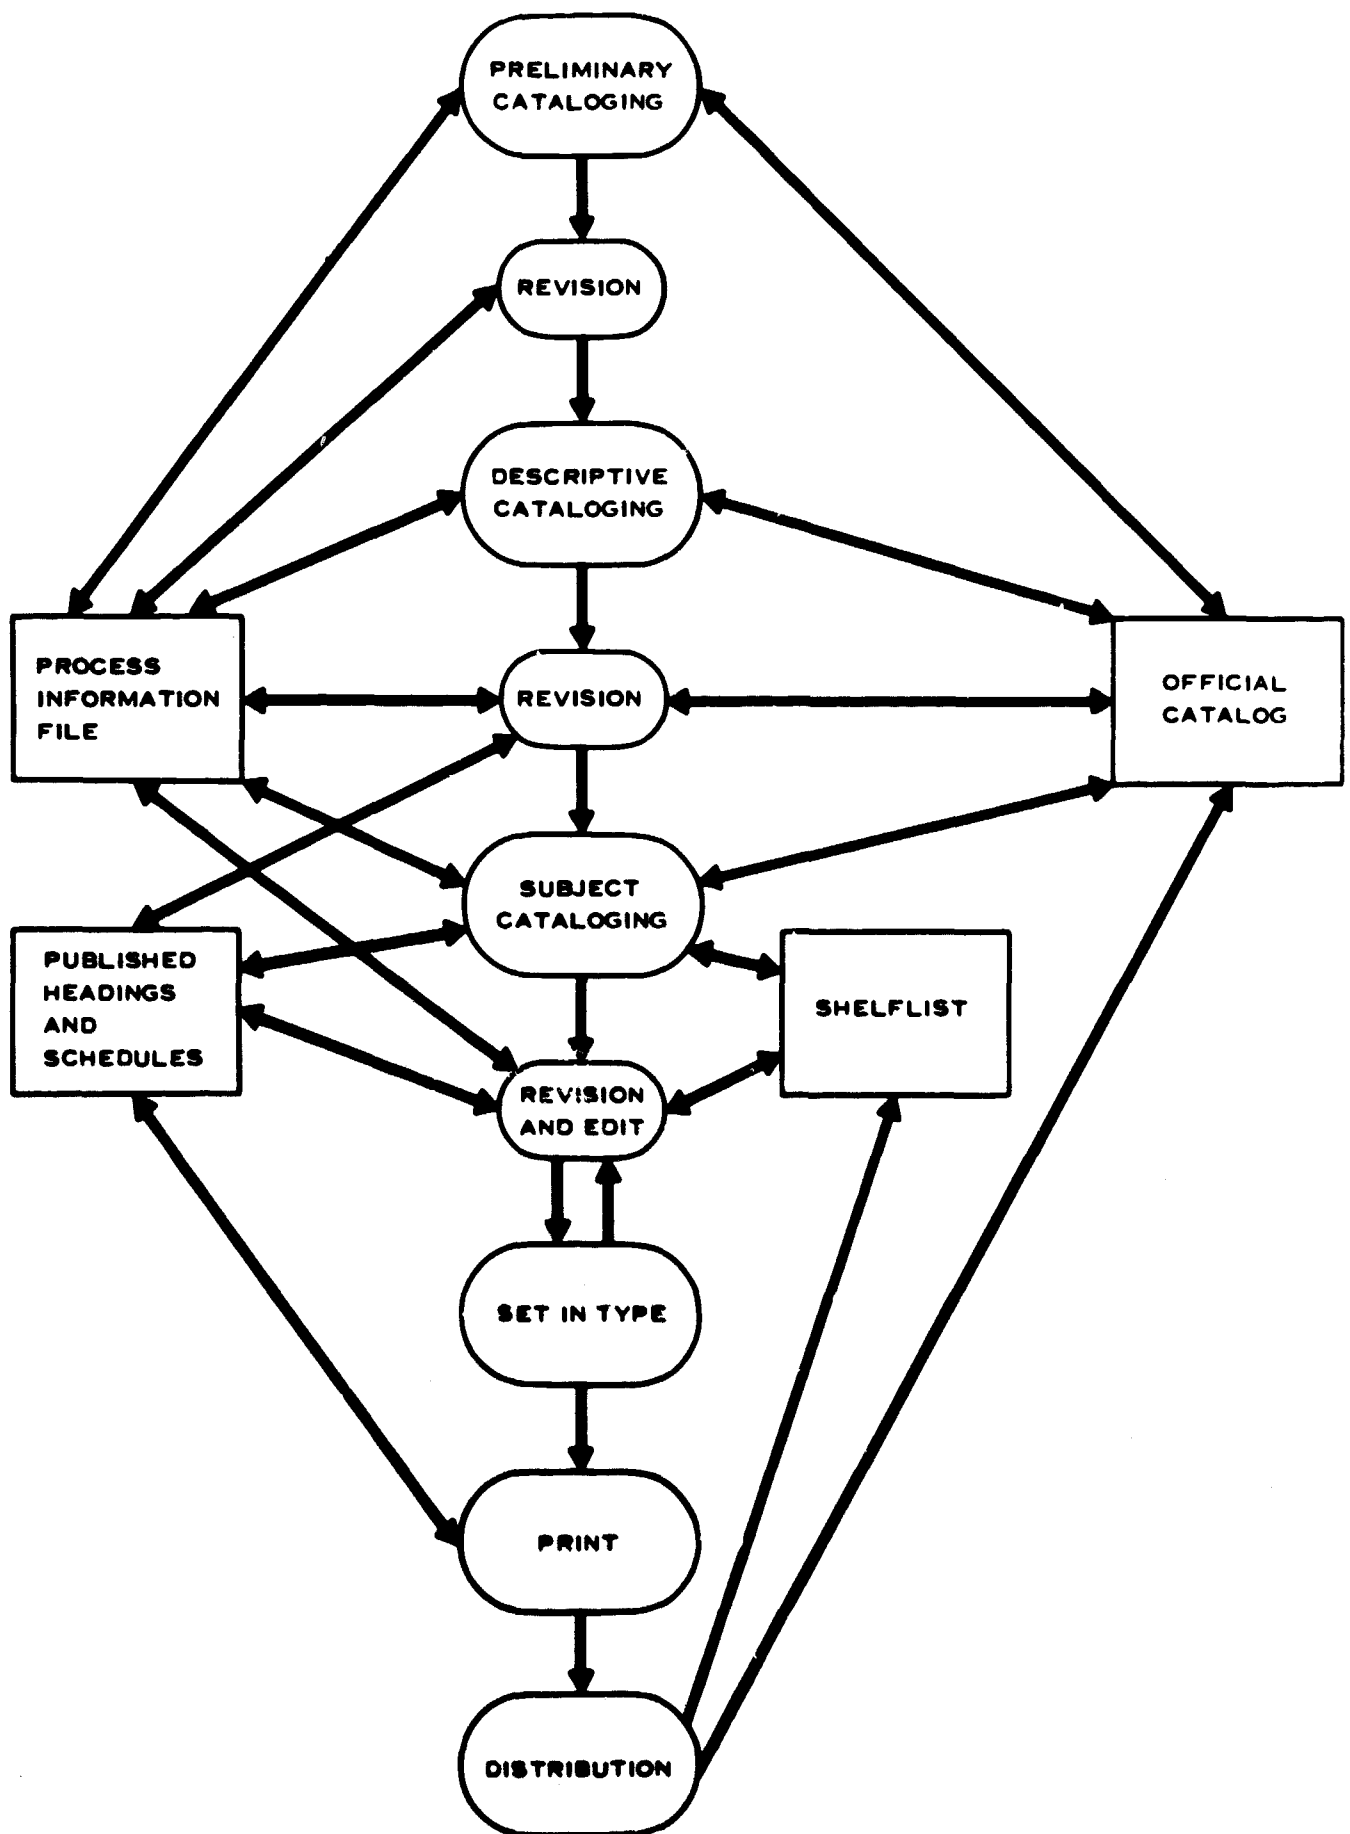 PRELIMINARY
CATALOGING
REVISION
DESCRIPTIVE
CATALOGING
PROCESS
INFORMATION
FILE
REVISION
OFFICIAL
CATALOG
SUBJECT
CATALOGING
PUBLISHED
HEADINGS
AND
SCHEDULES
SHELFLIST
REVISION
AND EDIT
SET IN TYPE
PRINT
DISTRIBUTION